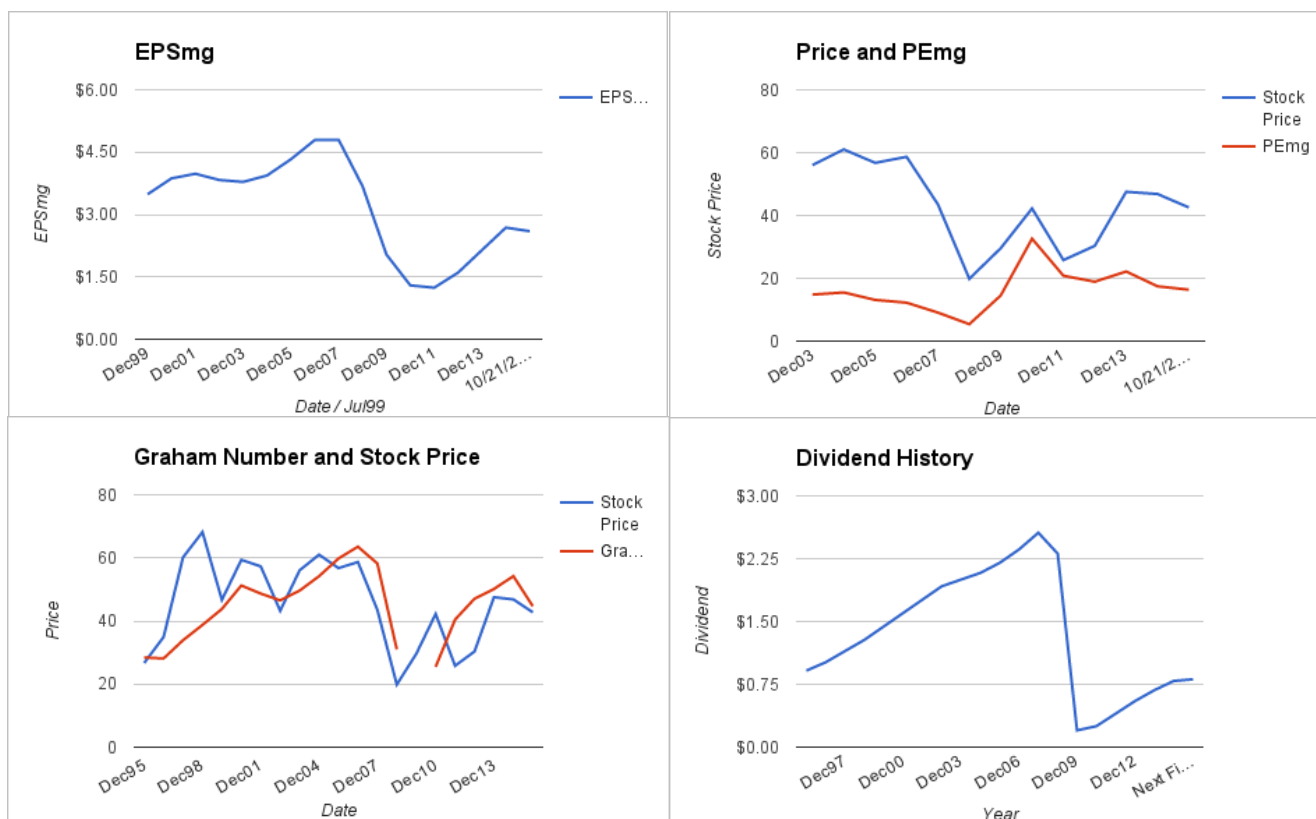 EPSmg
$6.00
$4.50
$3.00
$1.50
$0.00
EPSmg
EPS...
Dec99
Dec01
Dec03
Dec05
Dec07
Dec09
Dec11
Dec13
10/21/2...
Date / Jul99
Price and PEmg
80
60
40
20
0
Stock Price
Stock
Price
PEmg
Dec03
Dec05
Dec07
Dec09
Dec11
Dec13
10/21/2...
Date
Graham Number and Stock Price
80
60
40
20
0
Price
Stock
Price
Gra...
Dec95
Dec98
Dec01
Dec04
Dec07
Dec10
Dec13
Date
Dividend History
$3.00
$2.25
$1.50
$0.75
$0.00
Dividend
Dec97
Dec00
Dec03
Dec06
Dec09
Dec12
Next Fi...
Year